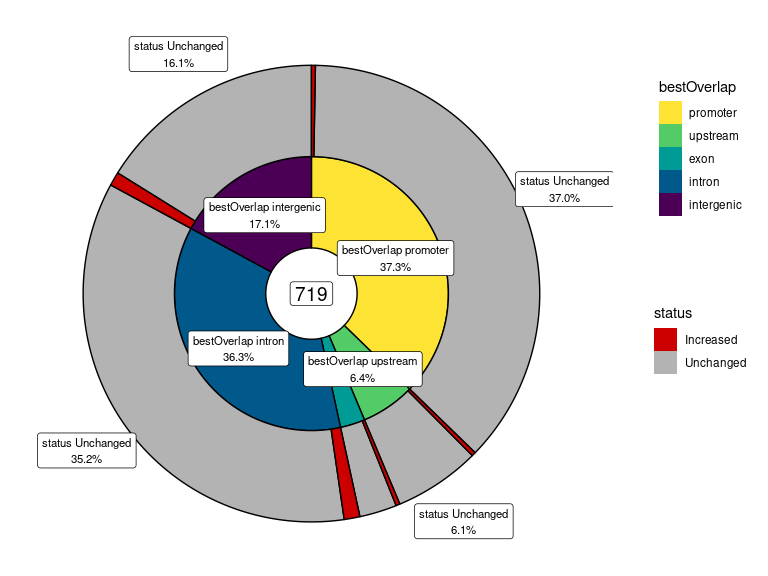 status Unchanged
16.1%
status Unchanged
37.0%
bestOverlap intergenic
17.1%
bestOverlap promoter
37.3%
719
bestOverlap intron
36.3%
bestOverlap upstream
6.4%
status Unchanged
35.2%
status Unchanged
6.1%
bestOverlap
promoter
upstream
exon
intron
intergenic
status
Increased
Unchanged